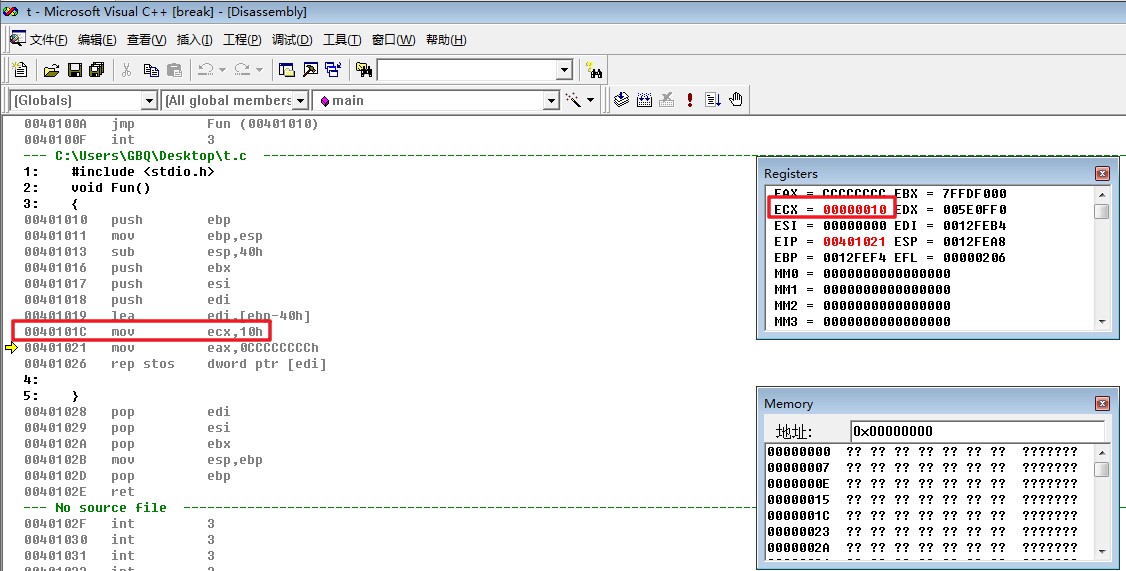 t - Microsoft Visual C++ [break] - [Disassembly]
文件(F) 编辑(E) 查看(V) 插入(I) 工程(P) 调试(D) 工具(T) 窗口(W) 帮助(H)
(Globals) (All global members main
0040100A jmp Fun (00401010)
0040100F int 3
--- C:\Users\GBQ\Desktop\t.c
1: #include <stdio.h>
2: void Fun()
3: {
00401010 push ebp
00401011 mov ebp,esp
00401013 sub esp,40h
00401016 push ebx
00401017 push esi
00401018 push edi
00401019 lea edi,[ebp-40h]
0040101C mov ecx,10h
00401021 mov eax,0CCCCCCCCh
00401026 rep stos dword ptr [edi]
4:
5: }
00401028 pop edi
00401029 pop esi
0040102A pop ebx
0040102B mov esp,ebp
0040102D pop ebp
0040102E ret
--- No source file
0040102F int 3
00401030 int 3
00401031 int 3
00401032 int 3
Registers
EAX = CCCCCCCC EBX = 7FFDF000
ECX = 00000010 EDX = 005E0FF0
ESI = 00000000 EDI = 0012FEB4
EIP = 00401021 ESP = 0012FEA8
EBP = 0012FEF4 EFL = 00000206
MM0 = 0000000000000000
MM1 = 0000000000000000
MM2 = 0000000000000000
MM3 = 0000000000000000
Memory
地址: 0x00000000
00000000 ?? ?? ?? ?? ?? ?? ?? ???????
00000007 ?? ?? ?? ?? ?? ?? ?? ???????
0000000E ?? ?? ?? ?? ?? ?? ?? ???????
00000015 ?? ?? ?? ?? ?? ?? ?? ???????
0000001C ?? ?? ?? ?? ?? ?? ?? ???????
00000023 ?? ?? ?? ?? ?? ?? ?? ???????
0000002A ?? ?? ?? ?? ?? ?? ?? ???????